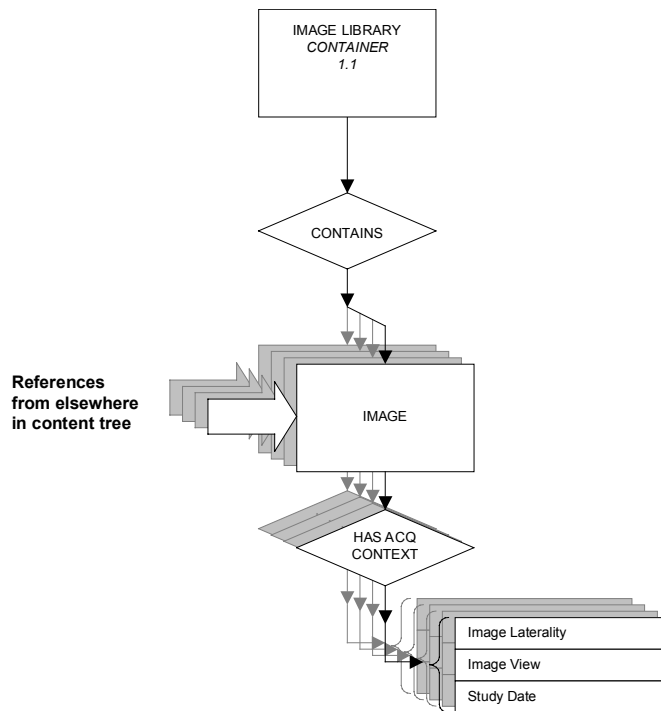 IMAGE LIBRARY
CONTAINER
1.1
CONTAINS
References
from elsewhere
in content tree
IMAGE
HAS ACQ
CONTEXT
Image Laterality
Image View
Study Date